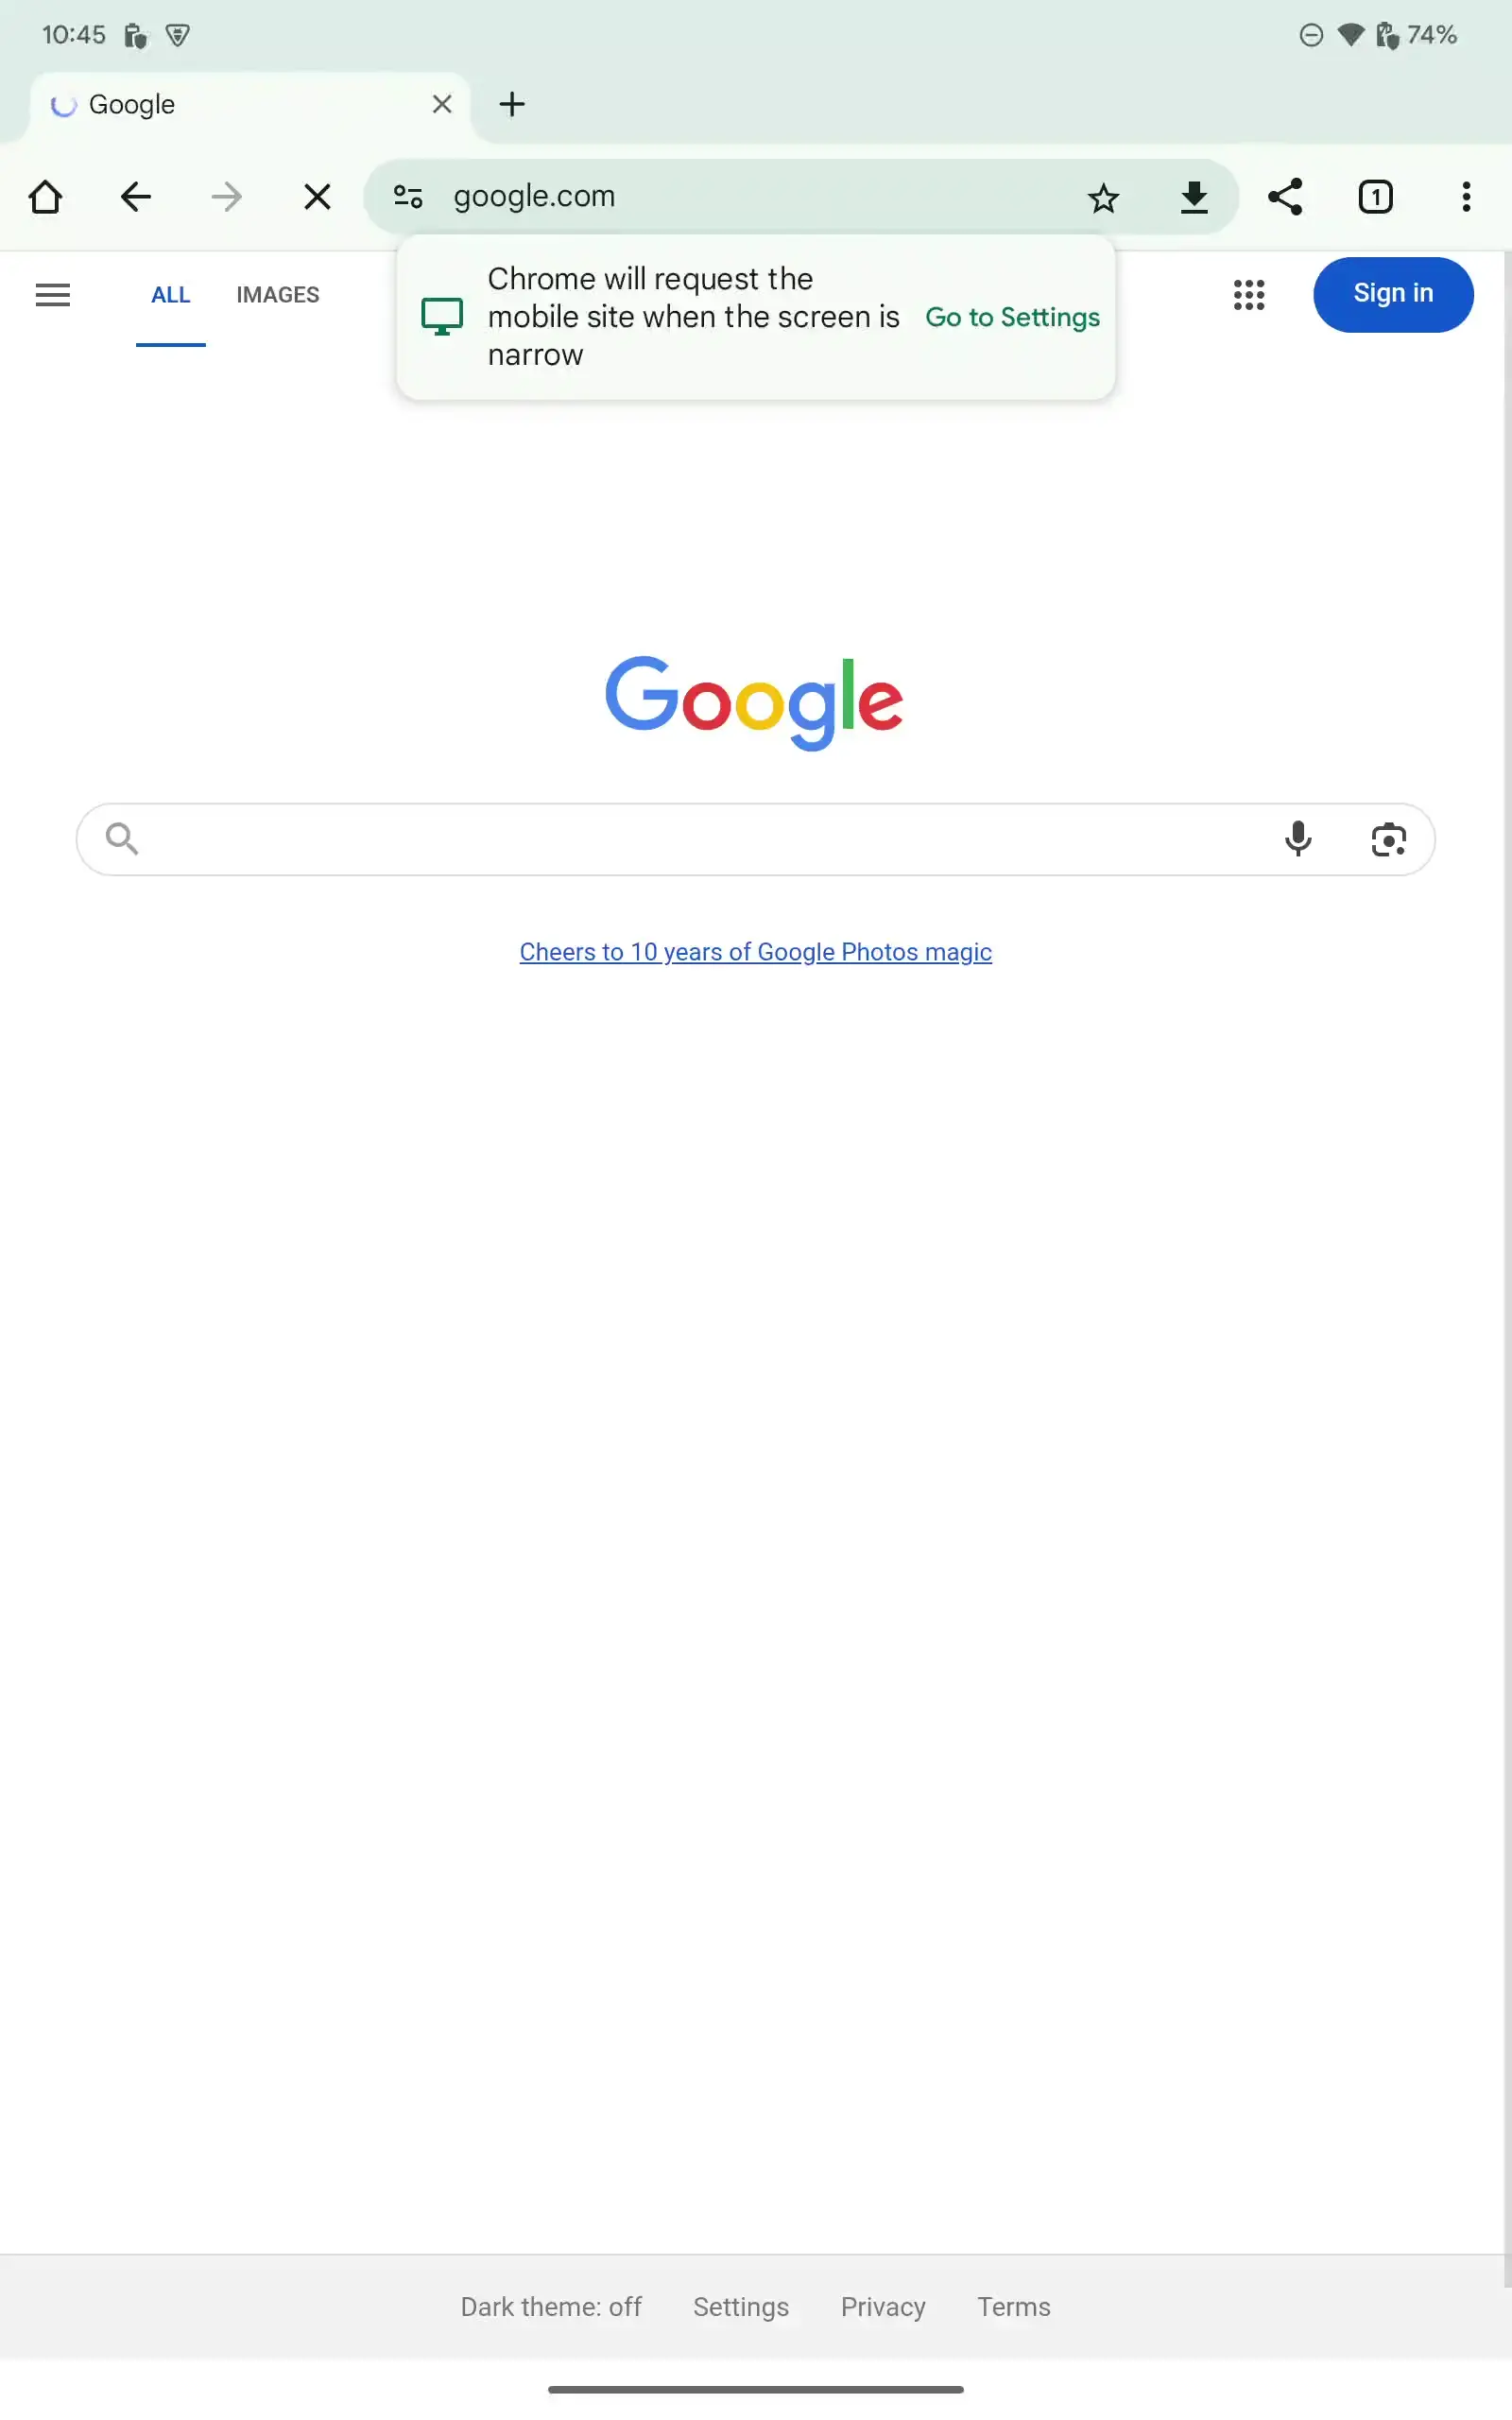 10:45
74%
Google
google.com
1
ALL
IMAGES
Chrome will request the
mobile site when the screen is
narrow
Go to Settings
Sign in
Google
Cheers to 10 years of Google Photos magic
Dark theme: off
Settings
Privacy
Terms